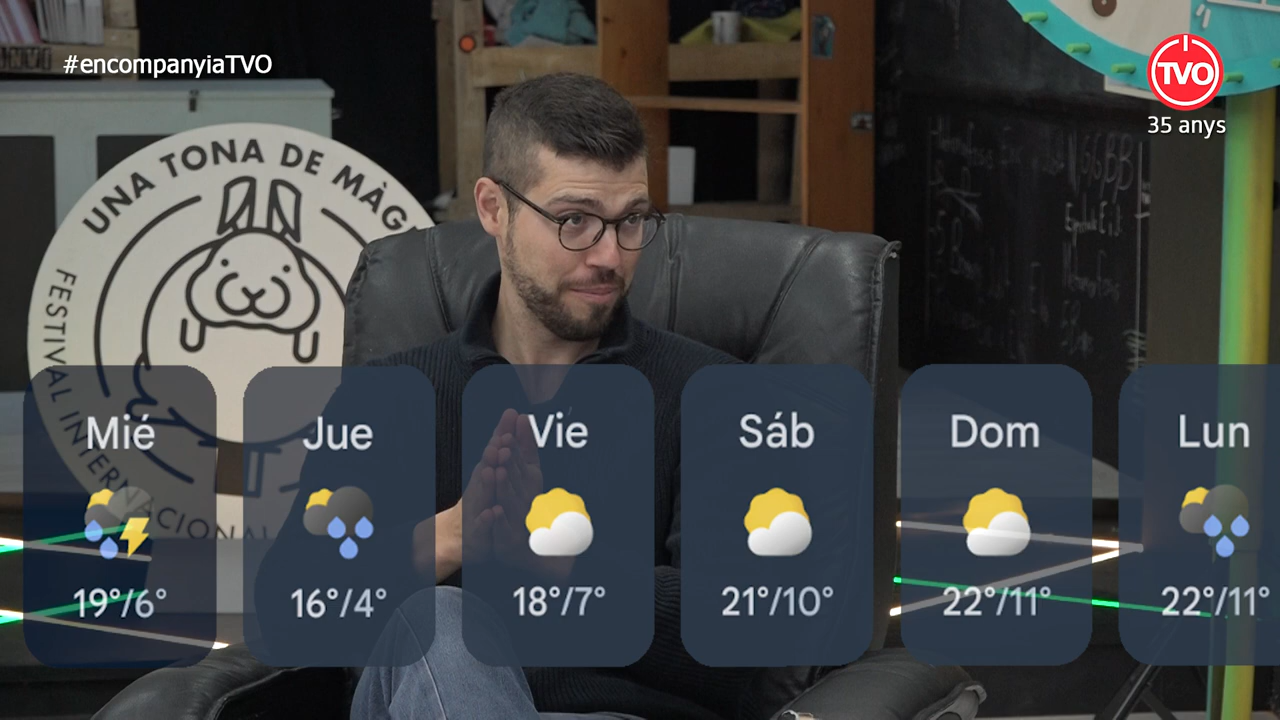 #encompanyiaTVO
TVO
35 anys
UNA TONA DE MÀG
FESTIVAL INTERNACIONAL
Mié
Jue
Vie
Sáb
Dom
Lun
19°/6°
16°/4°
18°/7°
21°/10°
22°/11°
22°/11°